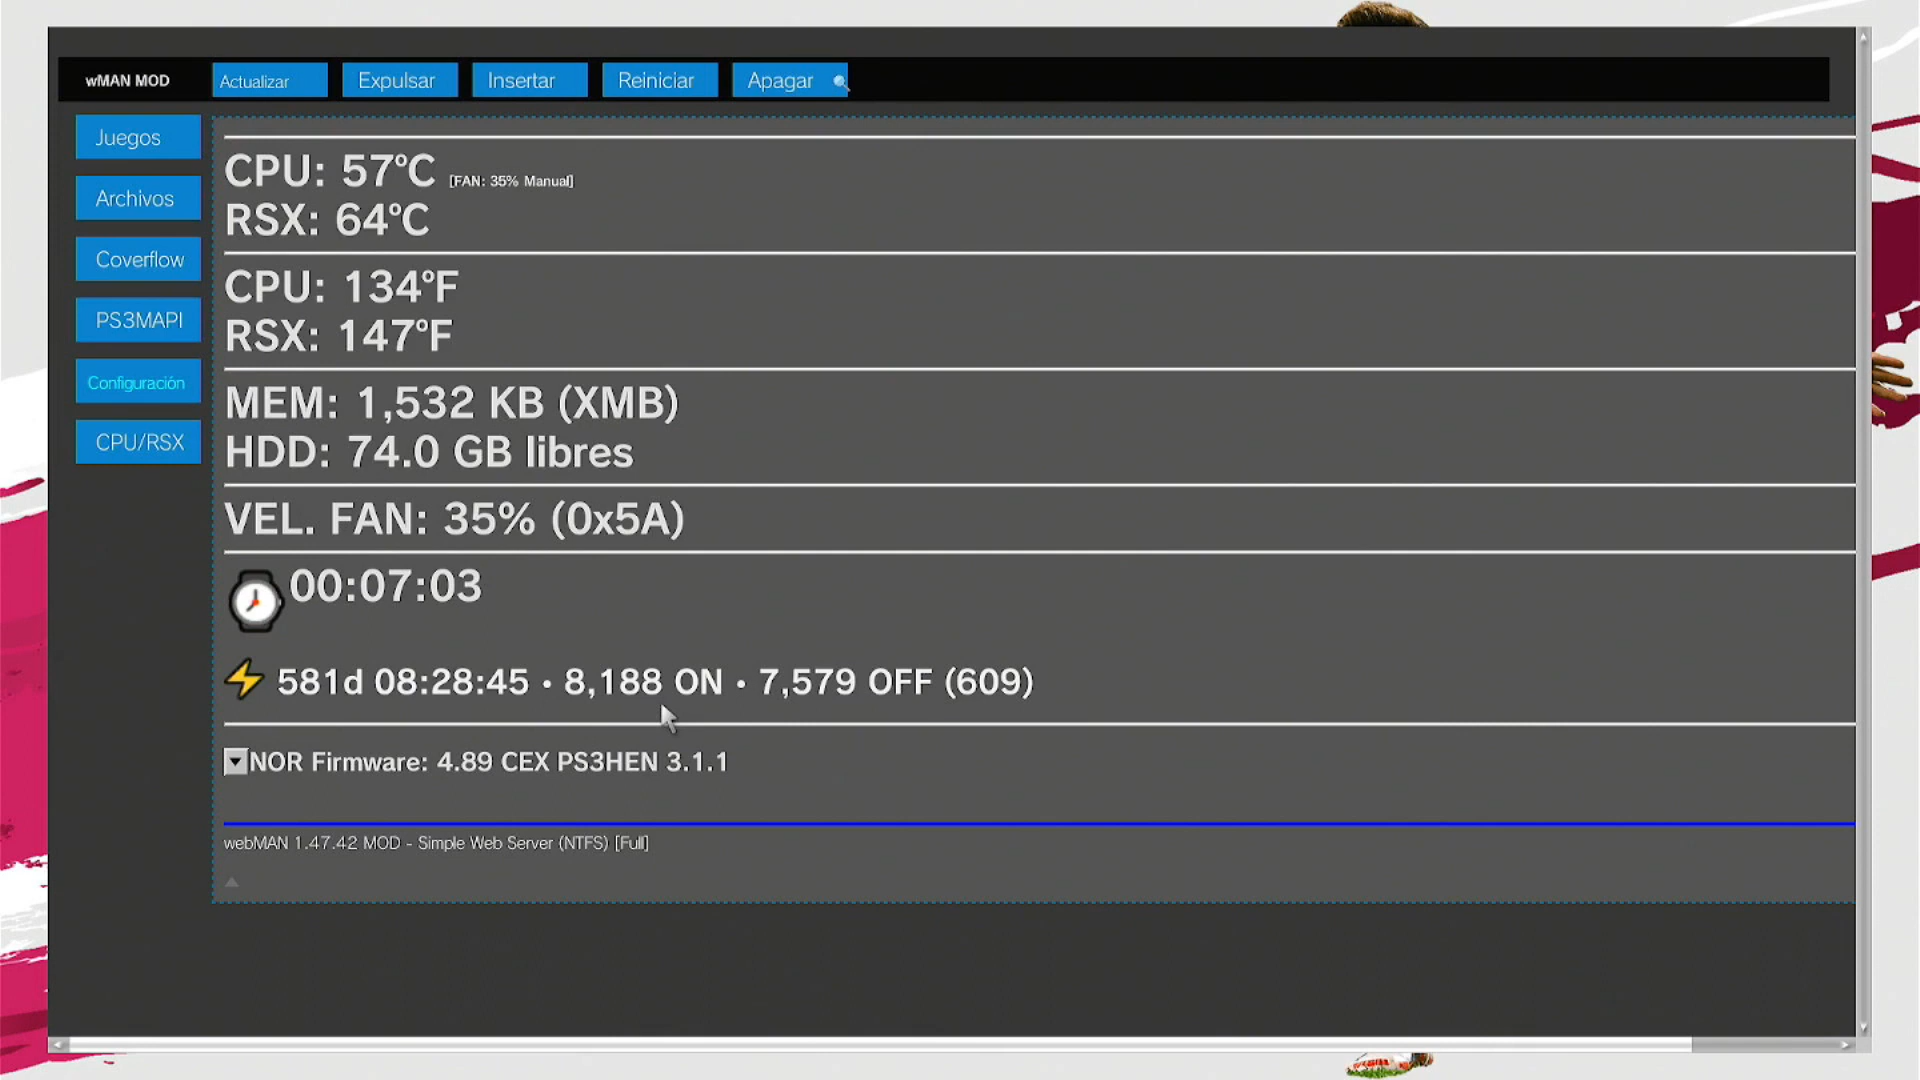 wMAN MOD
Actualizar
Expulsar
Insertar
Reiniciar
Apagar
Juegos
Archivos
Coverflow
PS3MAPI
Configuración
CPU/RSX
CPU: 57°C [FAN: 35% Manual]
RSX: 64°C
CPU: 134°F
RSX: 147°F
MEM: 1,532 KB (XMB)
HDD: 74.0 GB libres
VEL. FAN: 35% (0x5A)
00:07:03
581d 08:28:45 • 8,188 ON • 7,579 OFF (609)
NOR Firmware: 4.89 CEX PS3HEN 3.1.1
webMAN 1.47.42 MOD - Simple Web Server (NTFS) [Full]